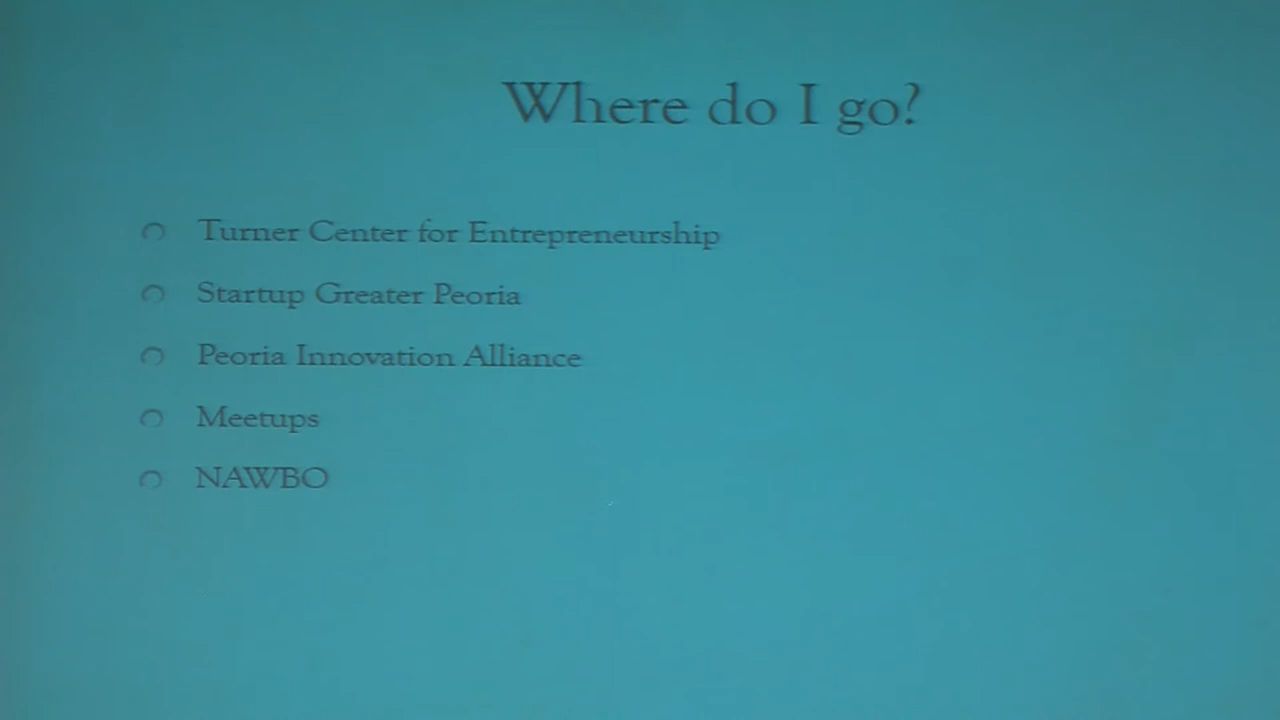 Where do I go?
Turner Center for Entrepreneurship
Startup Greater Peoria
Peoria Innovation Alliance
Meetups
NAWBO